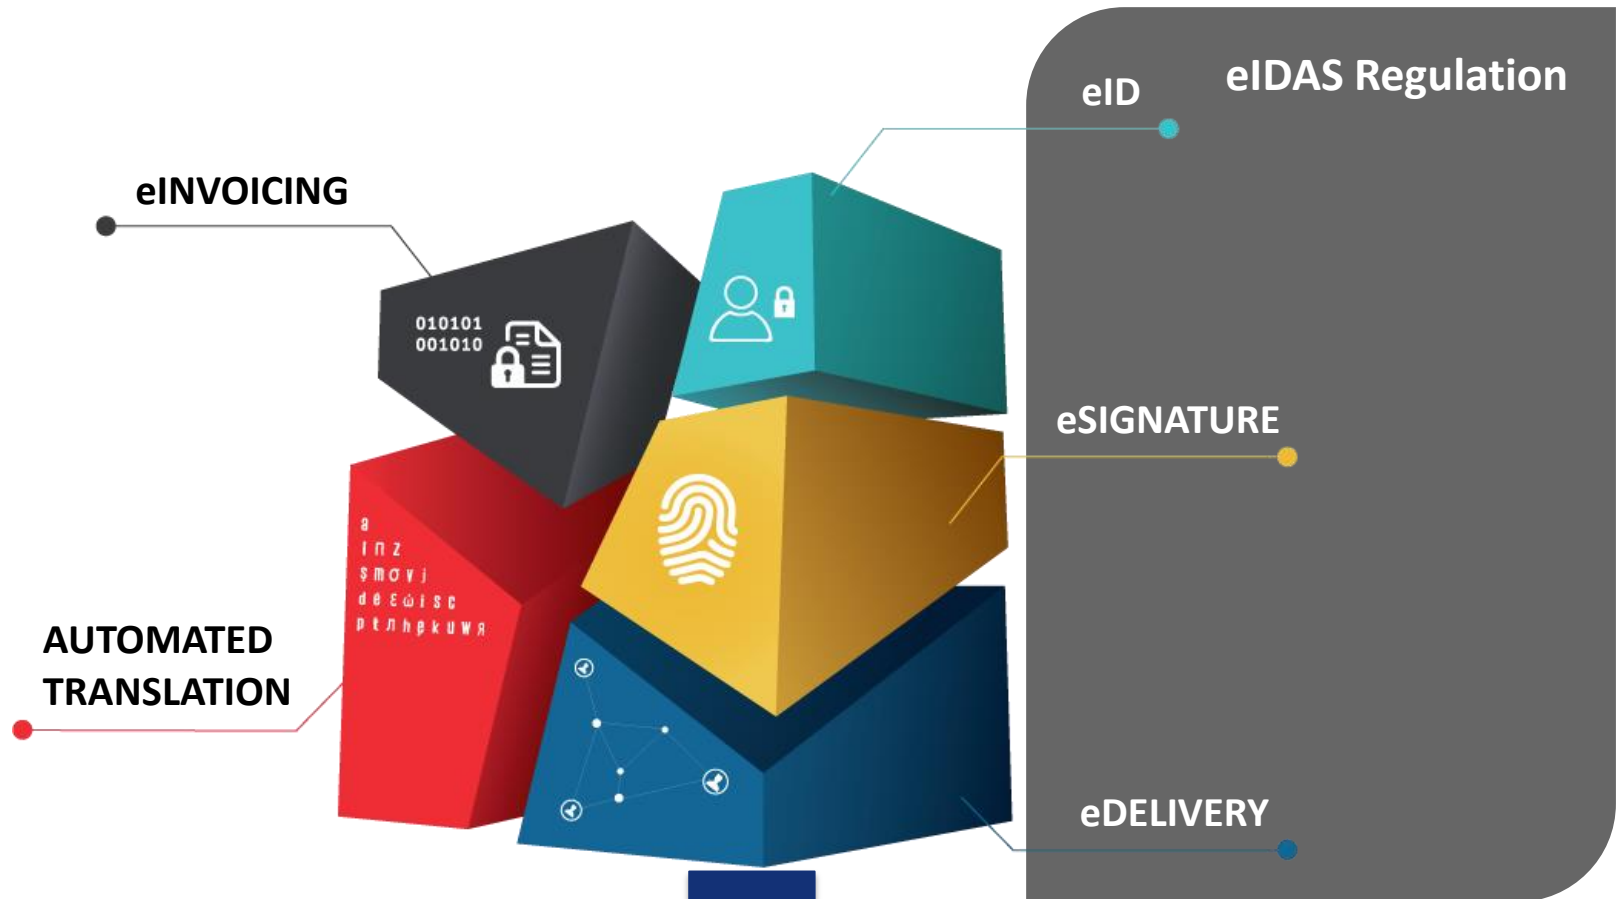 eIDAS Regulation
eID
eINVOICING
010101
001010
eSIGNATURE
a
ş m σ v j
d é ε ώ i s c
AUTOMATED
TRANSLATION
eDELIVERY